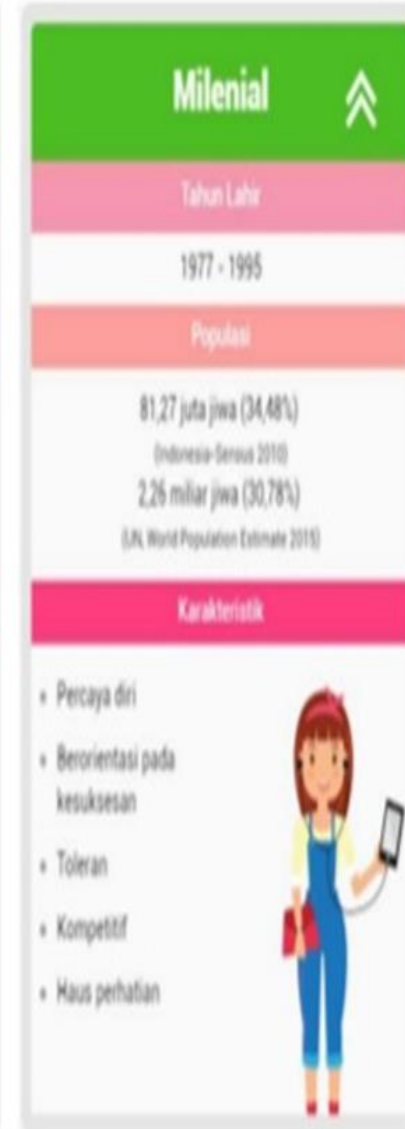 Milenial
Tahun Lahir
1977 - 1995
Populasi
81,27 juta jiwa (34,48%)
(Indonesia-Sensus 2010)
2,26 miliar jiwa (30,78%)
(UN, World Population Estimate 2015)
Karakteristik
• Percaya diri
• Berorientasi pada
kesuksesan
• Toleran
• Kompetitif
• Haus perhatian